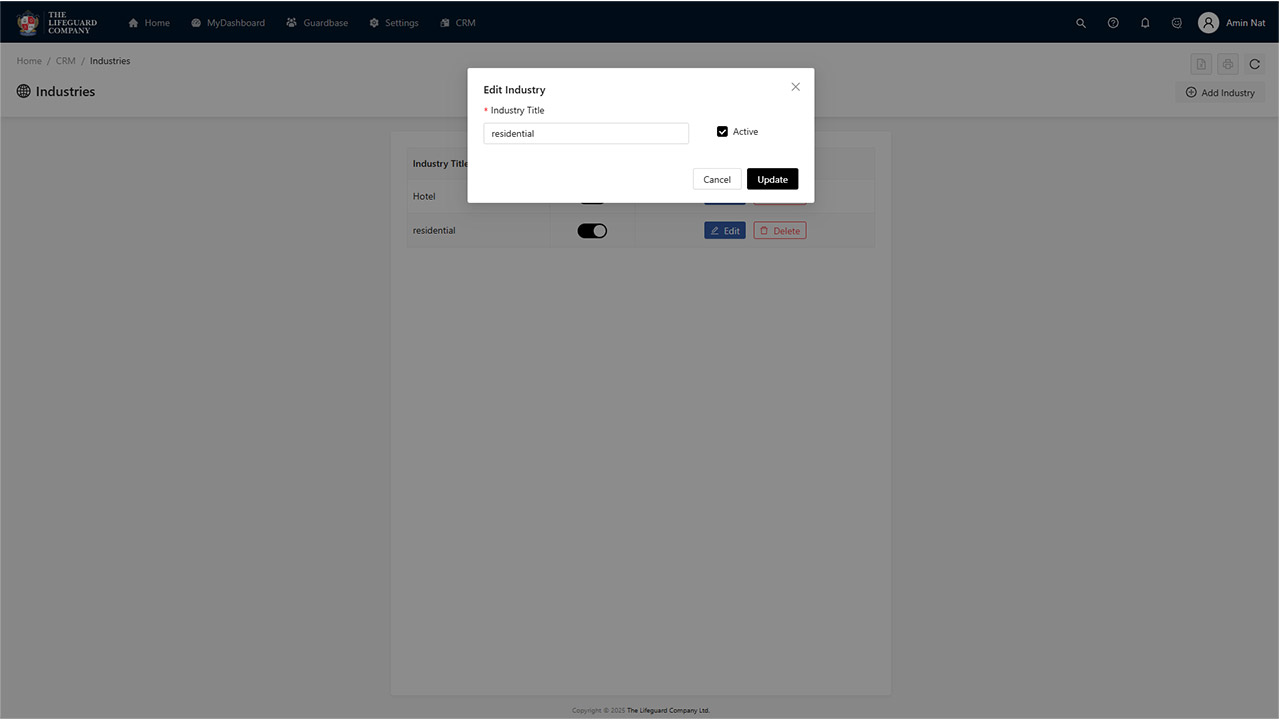 THE
LIFEGUARD
COMPANY
Home
MyDashboard
Guardbase
Settings
CRM
Amin Nat
Home / CRM / Industries
Industries
Add Industry
Edit Industry
* Industry Title
residential
Active
Cancel
Update
Industry Title
Hotel
residential
Edit
Delete
Copyright © 2025 The Lifeguard Company Ltd.